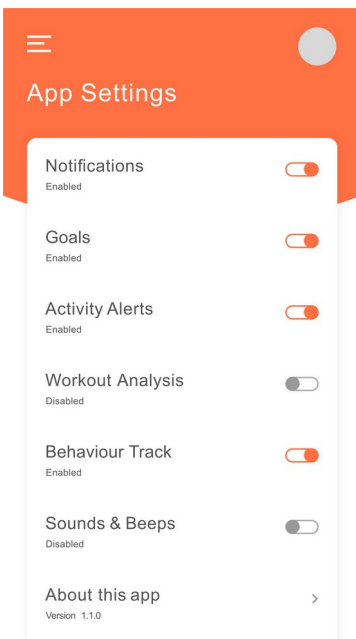 App Settings
Notifications
Enabled
Goals
Enabled
Activity Alerts
Enabled
Workout Analysis
Disabled
Behaviour Track
Enabled
Sounds & Beeps
Disabled
About this app
Version 1.1.0